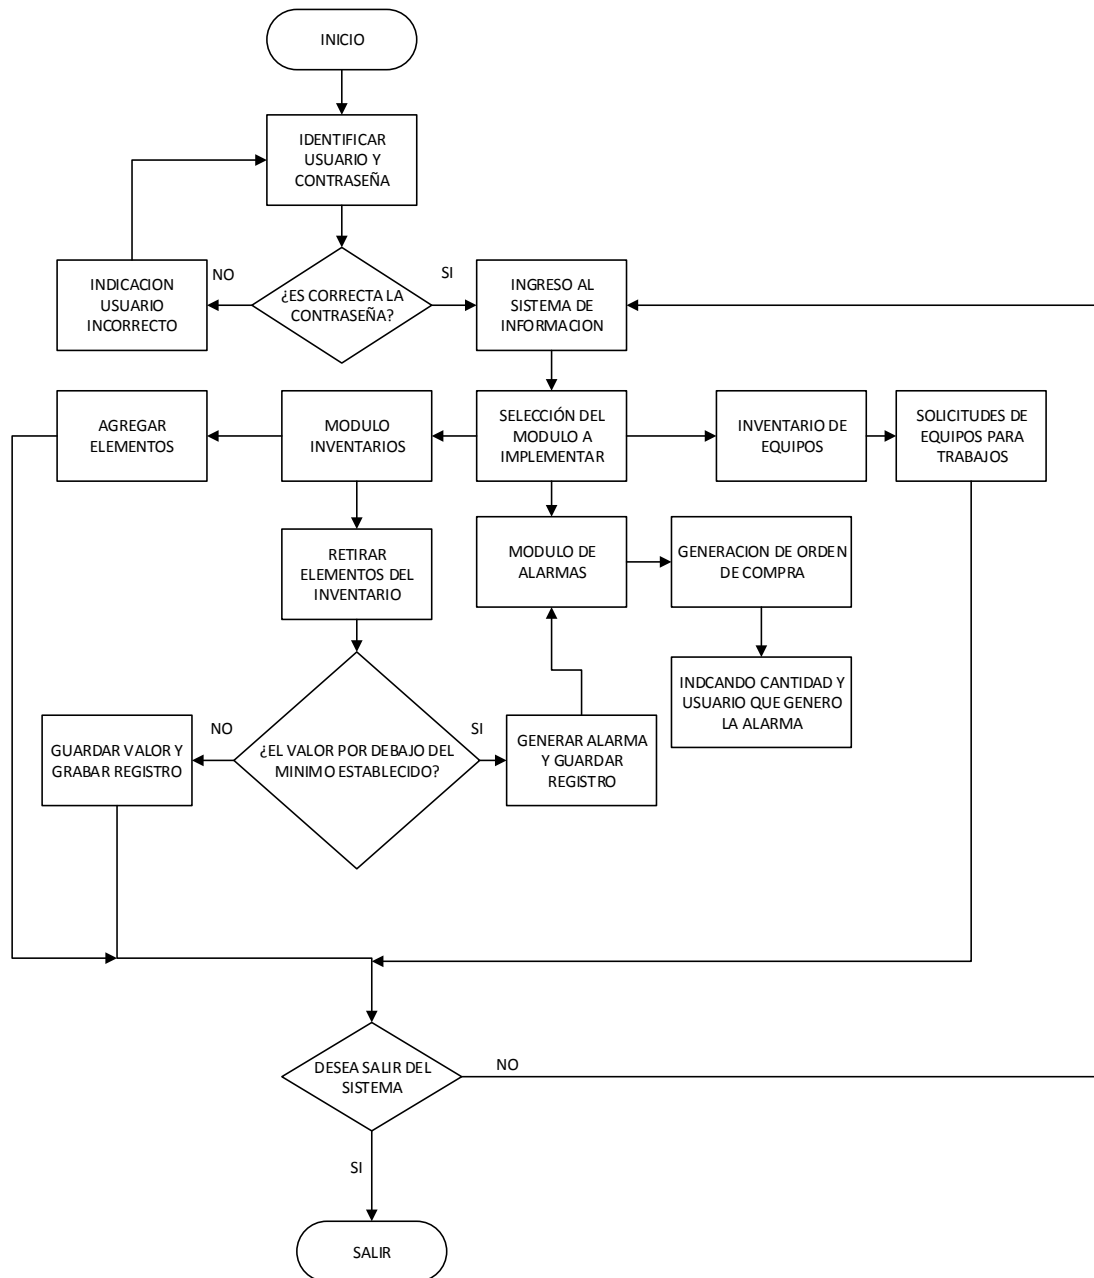 INICIO
IDENTIFICAR
USUARIO Y
CONTRASEÑA
NO
SI
INDICACION
USUARIO
INCORRECTO
¿ES CORRECTA LA
CONTRASEÑA?
INGRESO AL
SISTEMA DE
INFORMACION
AGREGAR
ELEMENTOS
MODULO
INVENTARIOS
SELECCIÓN DEL
MODULO A
IMPLEMENTAR
INVENTARIO DE
EQUIPOS
SOLICITUDES DE
EQUIPOS PARA
TRABAJOS
RETIRAR
ELEMENTOS DEL
INVENTARIO
MODULO DE
ALARMAS
GENERACION DE ORDEN
DE COMPRA
INDCANDO CANTIDAD Y
USUARIO QUE GENERO
LA ALARMA
NO
SI
GUARDAR VALOR Y
GRABAR REGISTRO
¿EL VALOR POR DEBAJO DEL
MINIMO ESTABLECIDO?
GENERAR ALARMA
Y GUARDAR
REGISTRO
DESEA SALIR DEL
SISTEMA
NO
SI
SALIR